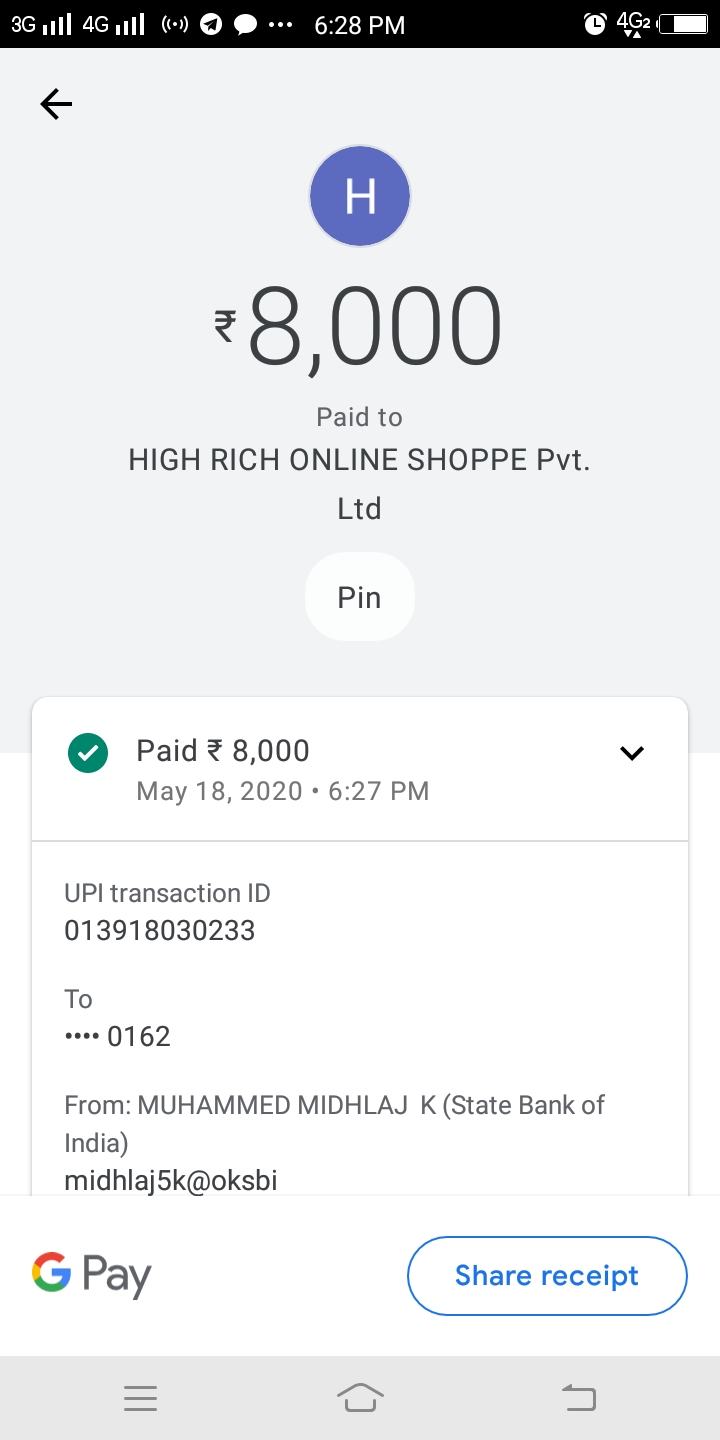 3G 4G 6:28 PM 4G2
H
₹8,000
Paid to
HIGH RICH ONLINE SHOPPE Pvt.
Ltd
Pin
Paid ₹ 8,000
May 18, 2020 • 6:27 PM
UPI transaction ID
013918030233
To
•••• 0162
From: MUHAMMED MIDHLAJ K (State Bank of
India)
midhlaj5k@oksbi
G Pay
Share receipt